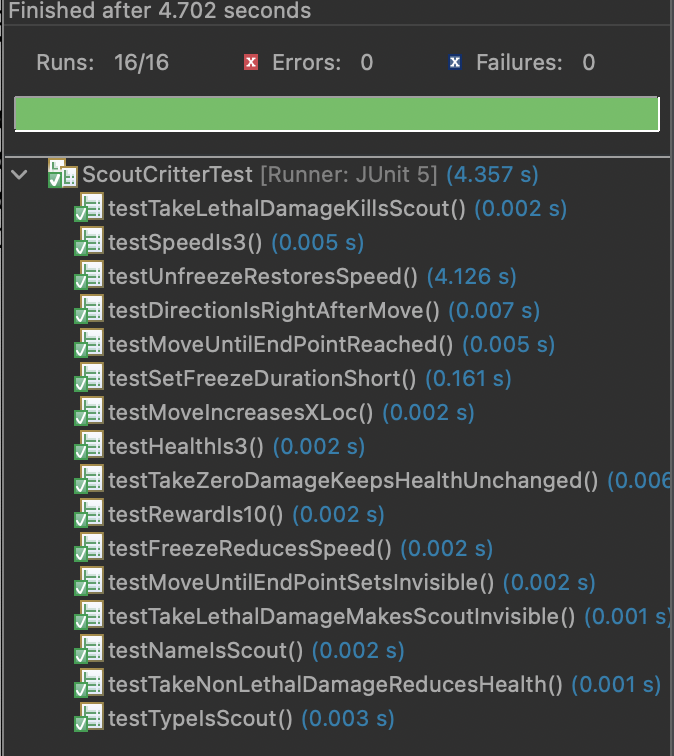 Finished after 4.702 seconds
Runs: 16/16 Errors: 0 Failures: 0
ScoutCritterTest [Runner: JUnit 5] (4.357 s)
testTakeLethalDamageKillsScout() (0.002 s)
testSpeedIs3() (0.005 s)
testUnfreezeRestoresSpeed() (4.126 s)
testDirectionIsRightAfterMove() (0.007 s)
testMoveUntilEndPointReached() (0.005 s)
testSetFreezeDurationShort() (0.161 s)
testMoveIncreasesXLoc() (0.002 s)
testHealthIs3() (0.002 s)
testTakeZeroDamageKeepsHealthUnchanged() (0.006
testRewardIs10() (0.002 s)
testFreezeReducesSpeed() (0.002 s)
testMoveUntilEndPointSetsInvisible() (0.002 s)
testTakeLethalDamageMakesScoutInvisible() (0.001 s)
testNameIsScout() (0.002 s)
testTakeNonLethalDamageReducesHealth() (0.001 s)
testTypeIsScout() (0.003 s)